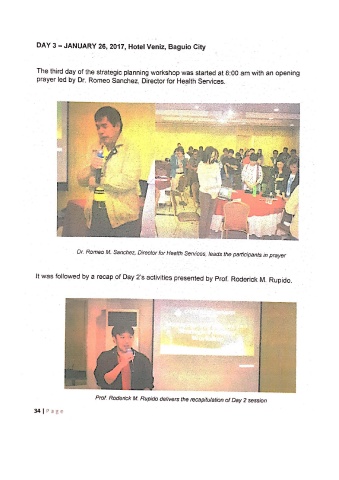 DAY 3 – JANUARY 26, 2017, Hotel Veniz, Baguio City
The third day of the strategic planning workshop was started at 8:00 am with an opening
prayer led by Dr. Romeo Sanchez, Director for Health Services.
Dr. Romeo M. Sanchez, Director for Health Services, leads the participants in prayer
It was followed by a recap of Day 2's activities presented by Prof. Roderick M. Rupido.
Prof. Roderick M. Rupido delivers the recapitulation of Day 2 session
34 | Page